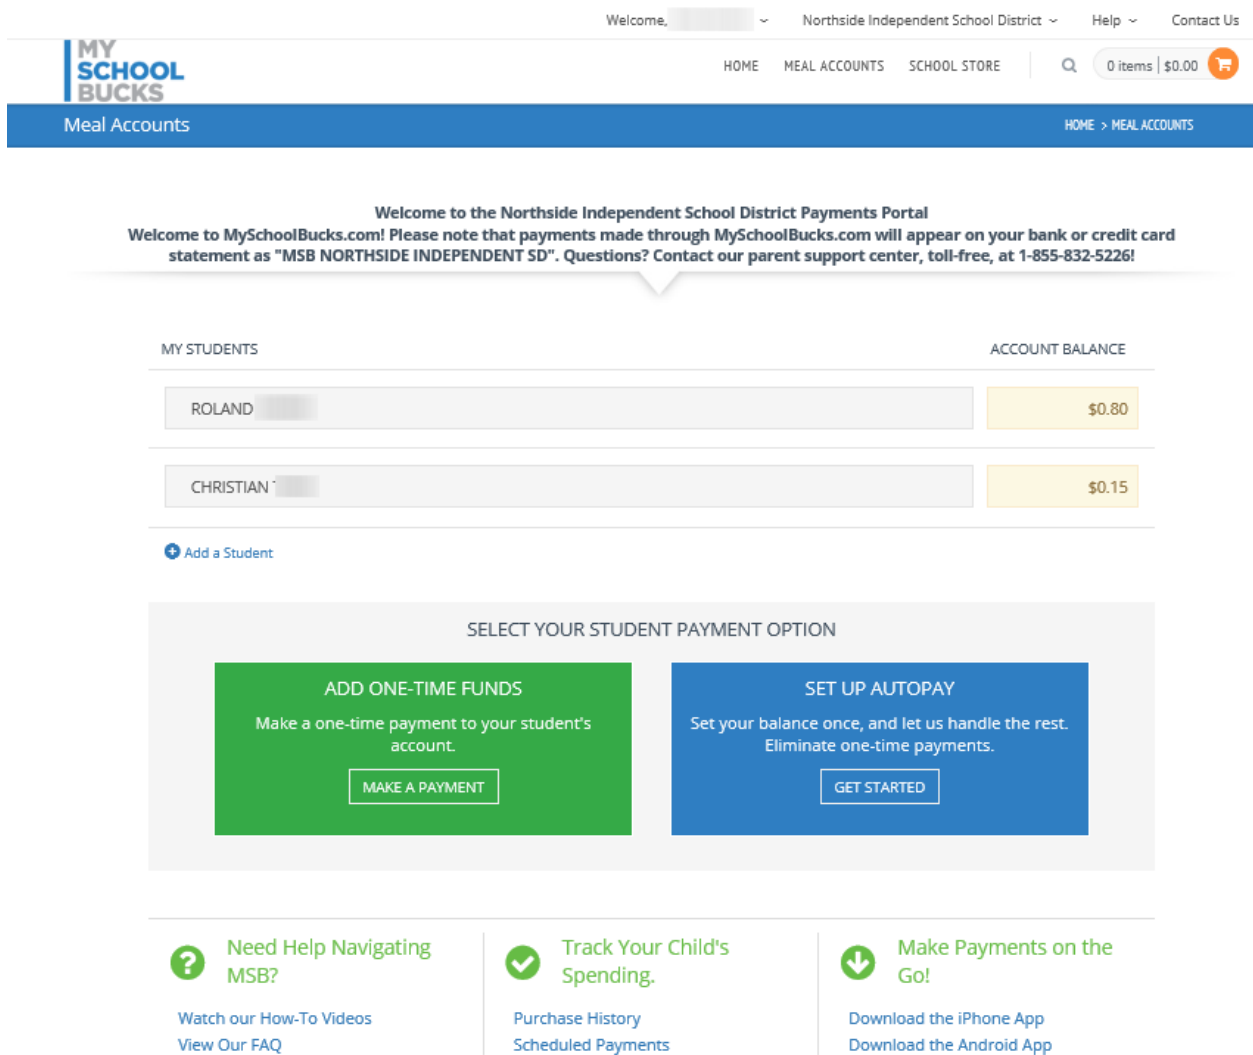 Welcome,
Northside Independent School District
Help
Contact Us
MY
SCHOOL
BUCKS
HOME
MEAL ACCOUNTS
SCHOOL STORE
0 items | $0.00
Meal Accounts
HOME > MEAL ACCOUNTS
Welcome to the Northside Independent School District Payments Portal
Welcome to MySchoolBucks.com! Please note that payments made through MySchoolBucks.com will appear on your bank or credit card
statement as "MSB NORTHSIDE INDEPENDENT SD". Questions? Contact our parent support center, toll-free, at 1-855-832-5226!
MY STUDENTS
ACCOUNT BALANCE
ROLAND
$0.80
CHRISTIAN
$0.15
Add a Student
SELECT YOUR STUDENT PAYMENT OPTION
ADD ONE-TIME FUNDS
Make a one-time payment to your student's
account.
MAKE A PAYMENT
SET UP AUTOPAY
Set your balance once, and let us handle the rest.
Eliminate one-time payments.
GET STARTED
Need Help Navigating
MSB?
Watch our How-To Videos
View Our FAQ
Track Your Child's
Spending.
Purchase History
Scheduled Payments
Make Payments on the
Go!
Download the iPhone App
Download the Android App